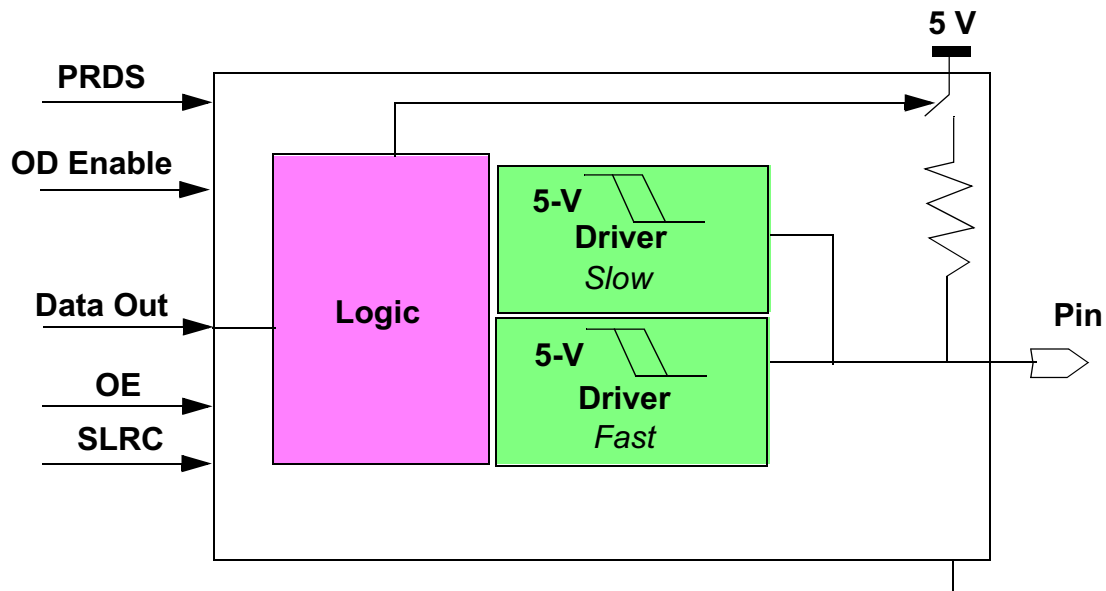 5 V
PRDS
OD Enable
5-V
Driver
Slow
Data Out
Logic
Pin
5-V
Driver
Fast
OE
SLRC